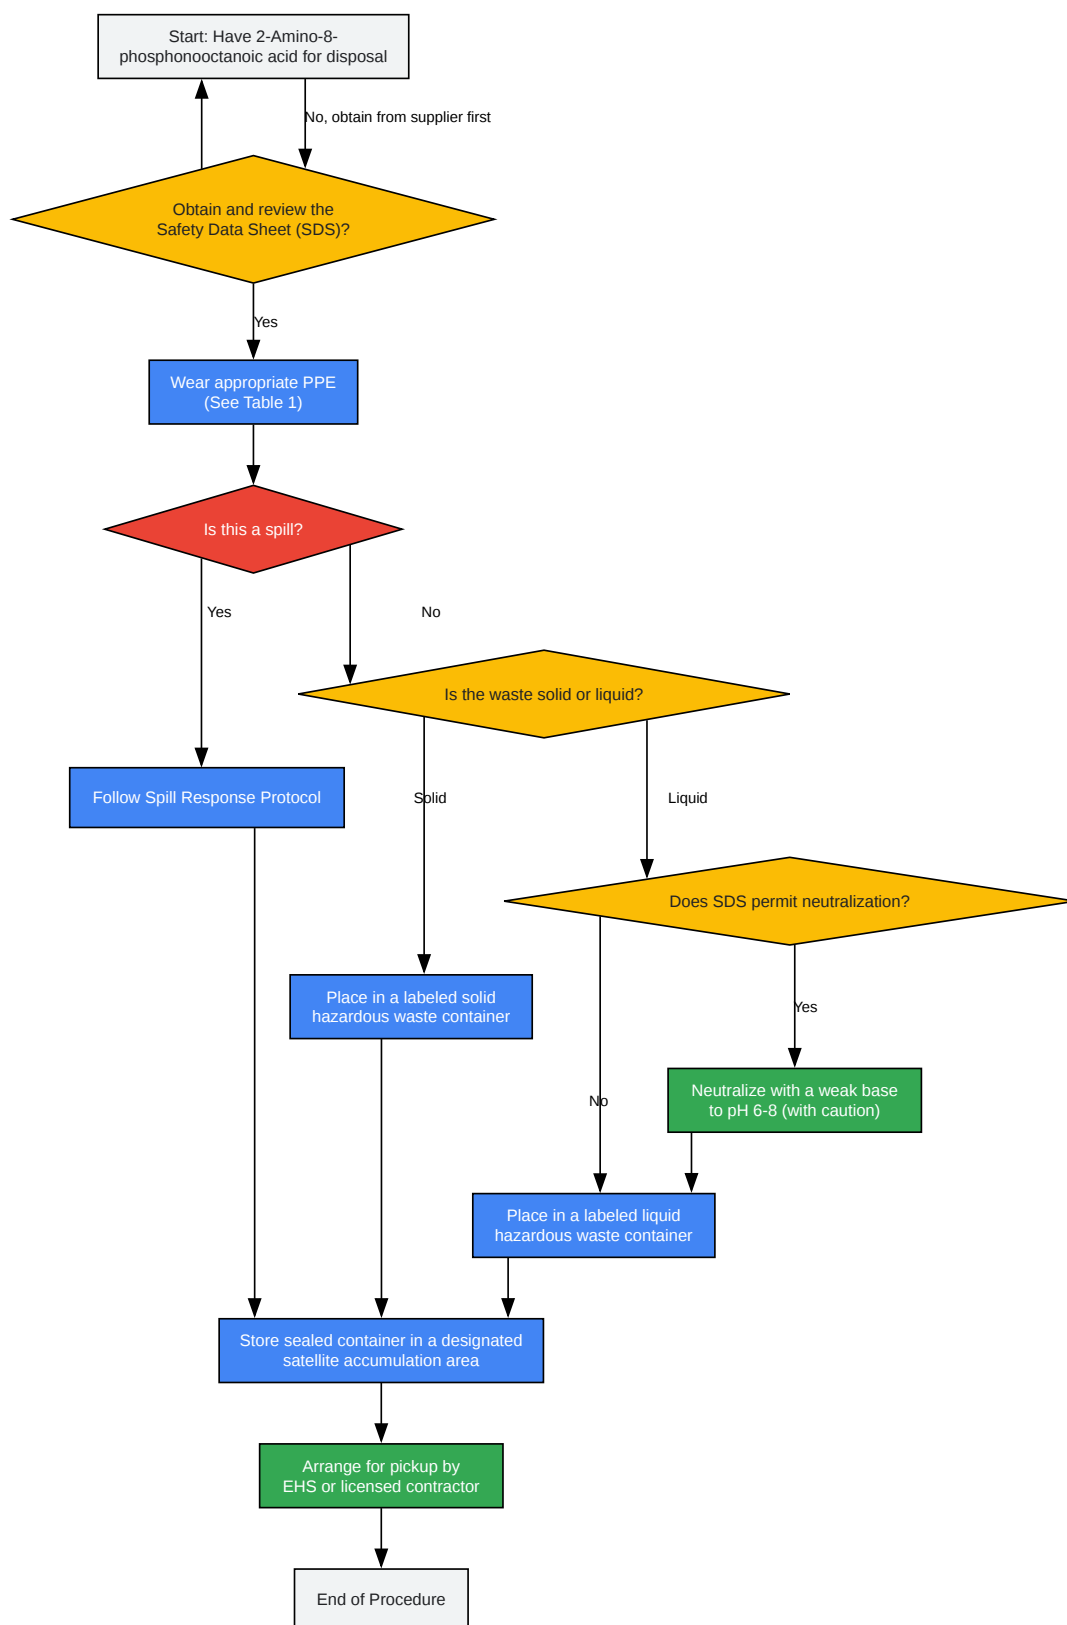 Start: Have 2-Amino-8-
phosphonooctanoic acid for disposal
No, obtain from supplier first
Obtain and review the
Safety Data Sheet (SDS)?
Yes
Wear appropriate PPE
(See Table 1)
Is this a spill?
Yes
No
Is the waste solid or liquid?
Follow Spill Response Protocol
Solid
Liquid
Does SDS permit neutralization?
Place in a labeled solid
hazardous waste container
Yes
Neutralize with a weak base
to pH 6-8 (with caution)
No
Place in a labeled liquid
hazardous waste container
Store sealed container in a designated
satellite accumulation area
Arrange for pickup by
EHS or licensed contractor
End of Procedure